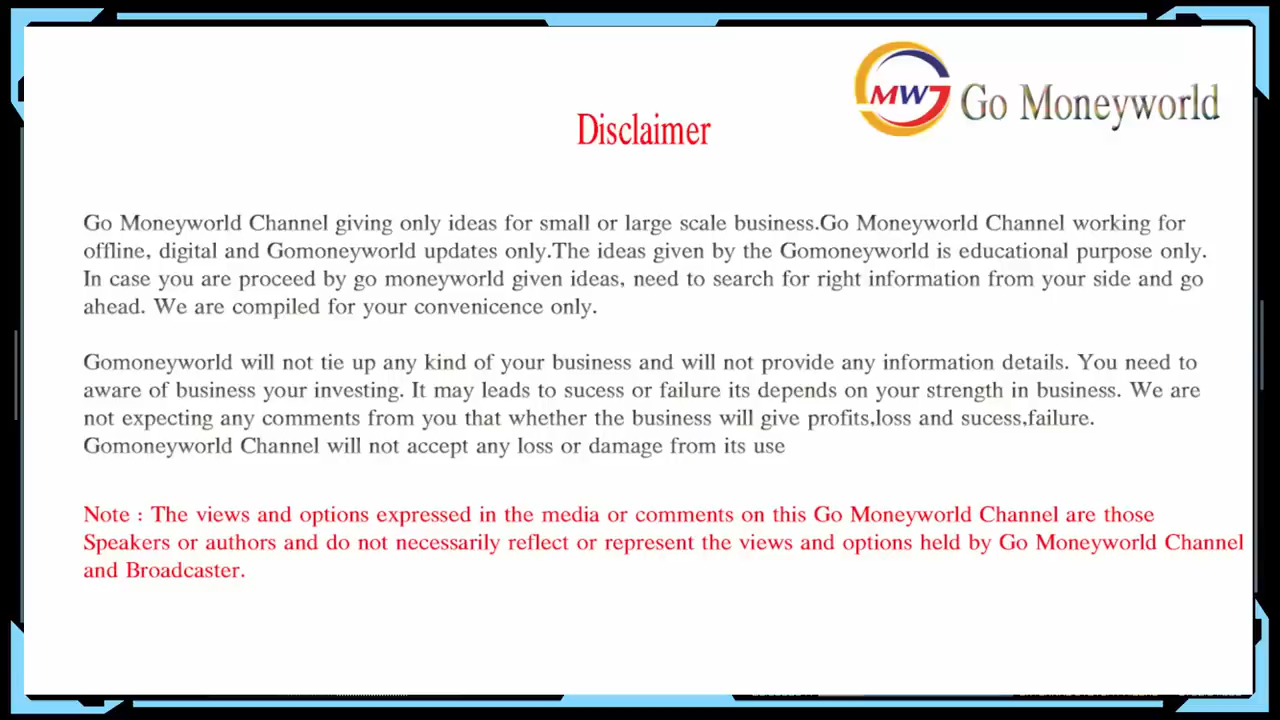 MW
Go Moneyworld
Disclaimer
Go Moneyworld Channel giving only ideas for small or large scale business.Go Moneyworld Channel working for
offline, digital and Gomoneyworld updates only.The ideas given by the Gomoneyworld is educational purpose only.
In case you are proceed by go moneyworld given ideas, need to search for right information from your side and go
ahead. We are compiled for your convenicence only.
Gomoneyworld will not tie up any kind of your business and will not provide any information details. You need to
aware of business your investing. It may leads to sucess or failure its depends on your strength in business. We are
not expecting any comments from you that whether the business will give profits,loss and sucess,failure.
Gomoneyworld Channel will not accept any loss or damage from its use
Note : The views and options expressed in the media or comments on this Go Moneyworld Channel are those
Speakers or authors and do not necessarily reflect or represent the views and options held by Go Moneyworld Channel
and Broadcaster.